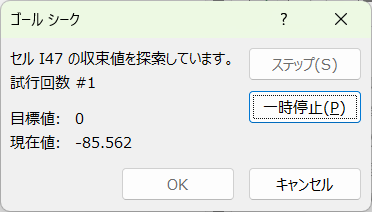 ゴール シーク
? ×
セル I47 の収束値を探索しています。
試行回数 #1
目標値: 0
現在値: -85.562
ステップ(S)
一時停止(P)
OK
キャンセル